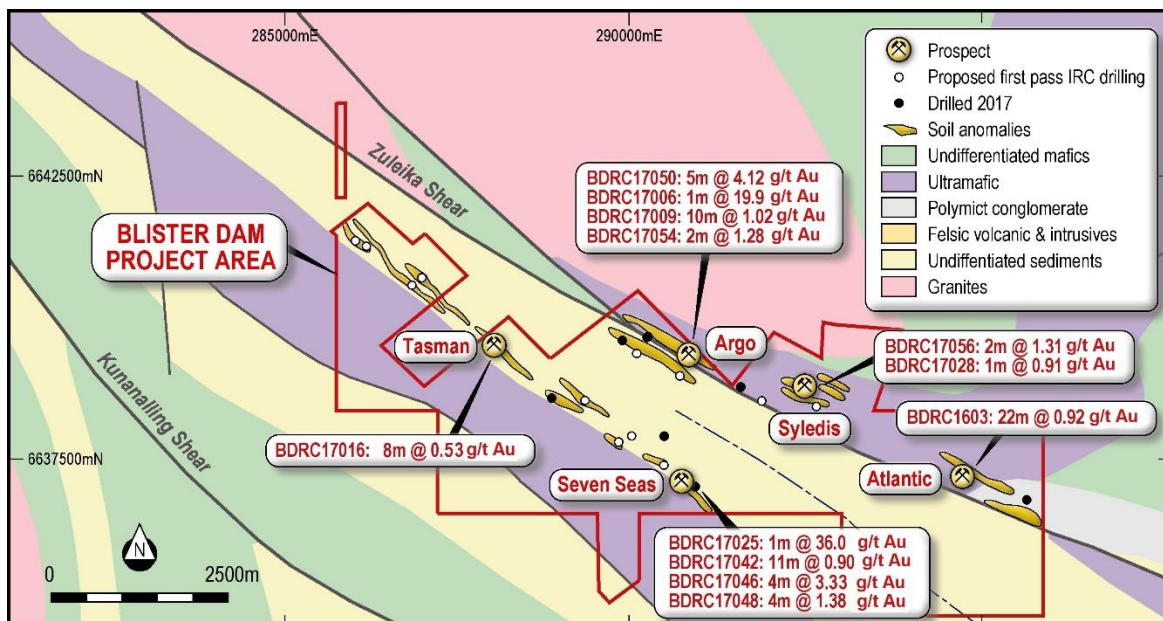 285000mE
290000mE
6642500mN
6637500mN
Zuleika Shear
Kunanalling Shear
BLISTER DAM
PROJECT AREA
BDRC17050: 5m @ 4.12 g/t Au
BDRC17006: 1m @ 19.9 g/t Au
BDRC17009: 10m @ 1.02 g/t Au
BDRC17054: 2m @ 1.28 g/t Au
Tasman
Argo
BDRC17056: 2m @ 1.31 g/t Au
BDRC17028: 1m @ 0.91 g/t Au
Syledis
BDRC1603: 22m @ 0.92 g/t Au
BDRC17016: 8m @ 0.53 g/t Au
Seven Seas
Atlantic
BDRC17025: 1m @ 36.0 g/t Au
BDRC17042: 11m @ 0.90 g/t Au
BDRC17046: 4m @ 3.33 g/t Au
BDRC17048: 4m @ 1.38 g/t Au
N
0 2500m
Prospect
Proposed first pass IRC drilling
Drilled 2017
Soil anomalies
Undifferentiated mafics
Ultramafic
Polymict conglomerate
Felsic volcanic & intrusives
Undiffentiated sediments
Granites